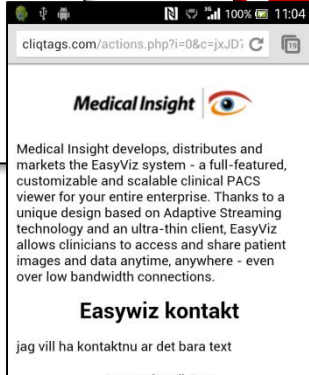 3G 100% 11:04
cliqtags.com/actions.php?i=0&c=jxJD
19
Medical Insight
Medical Insight develops, distributes and
markets the EasyViz system - a full-featured,
customizable and scalable clinical PACS
viewer for your entire enterprise. Thanks to a
unique design based on Adaptive Streaming
technology and an ultra-thin client, EasyViz
allows clinicians to access and share patient
images and data anytime, anywhere - even
over low bandwidth connections.
Easywiz kontakt
jag vill ha kontaktnu ar det bara text